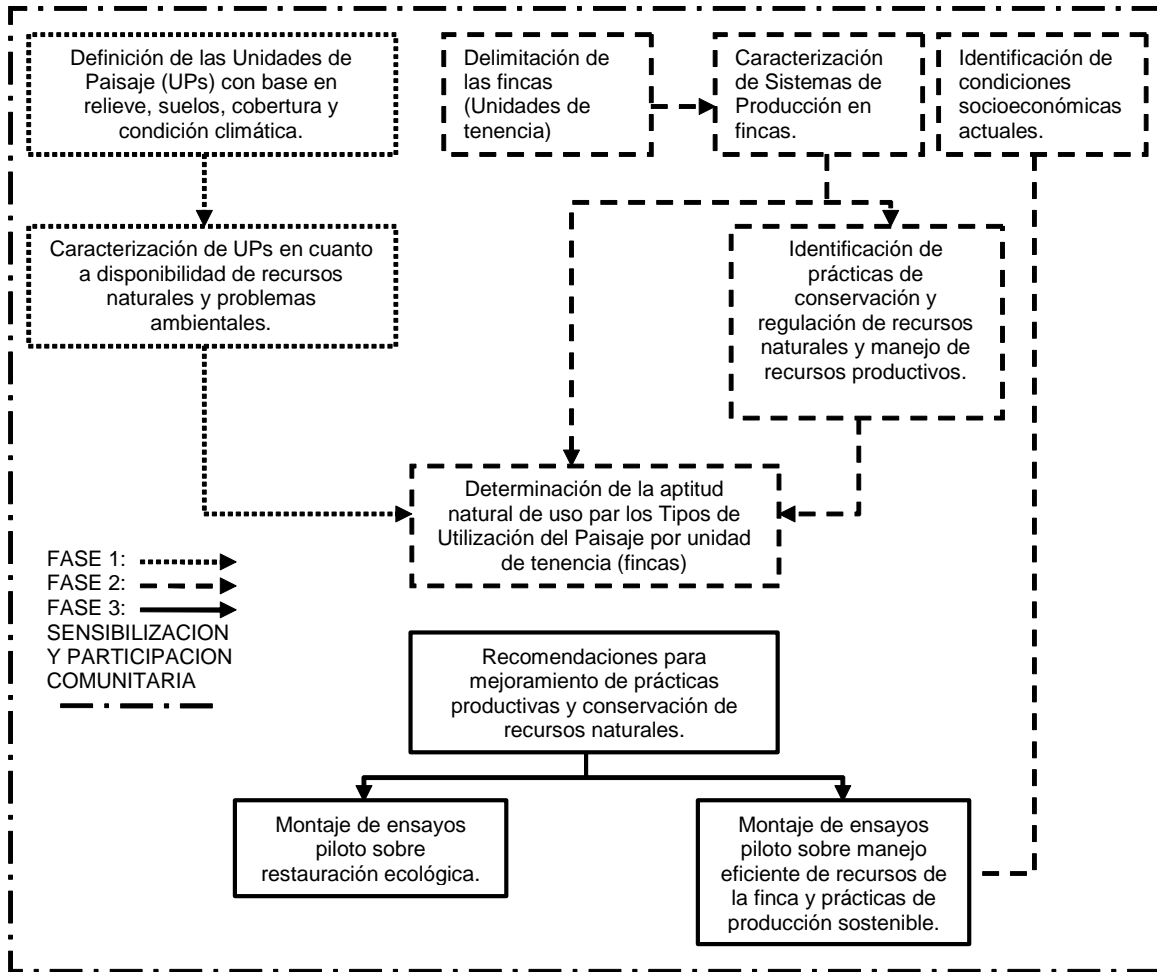 Definición de las Unidades de
Paisaje (UPs) con base en
relieve, suelos, cobertura y
condición climática.
Delimitación de
las fincas
(Unidades de
tenencia)
Caracterización
de Sistemas de
Producción en
fincas.
Identificación de
condiciones
socioeconómicas
actuales.
Caracterización de UPs en cuanto
a disponibilidad de recursos
naturales y problemas
ambientales.
Identificación de
prácticas de
conservación y
regulación de recursos
naturales y manejo de
recursos productivos.
Determinación de la aptitud
natural de uso par los Tipos de
Utilización del Paisaje por unidad
de tenencia (fincas)
FASE 1:
FASE 2:
FASE 3:
SENSIBILIZACION
Y PARTICIPACION
COMUNITARIA
Recomendaciones para
mejoramiento de prácticas
productivas y conservación de
recursos naturales.
Montaje de ensayos
piloto sobre
restauración ecológica.
Montaje de ensayos
piloto sobre manejo
eficiente de recursos de
la finca y prácticas de
producción sostenible.